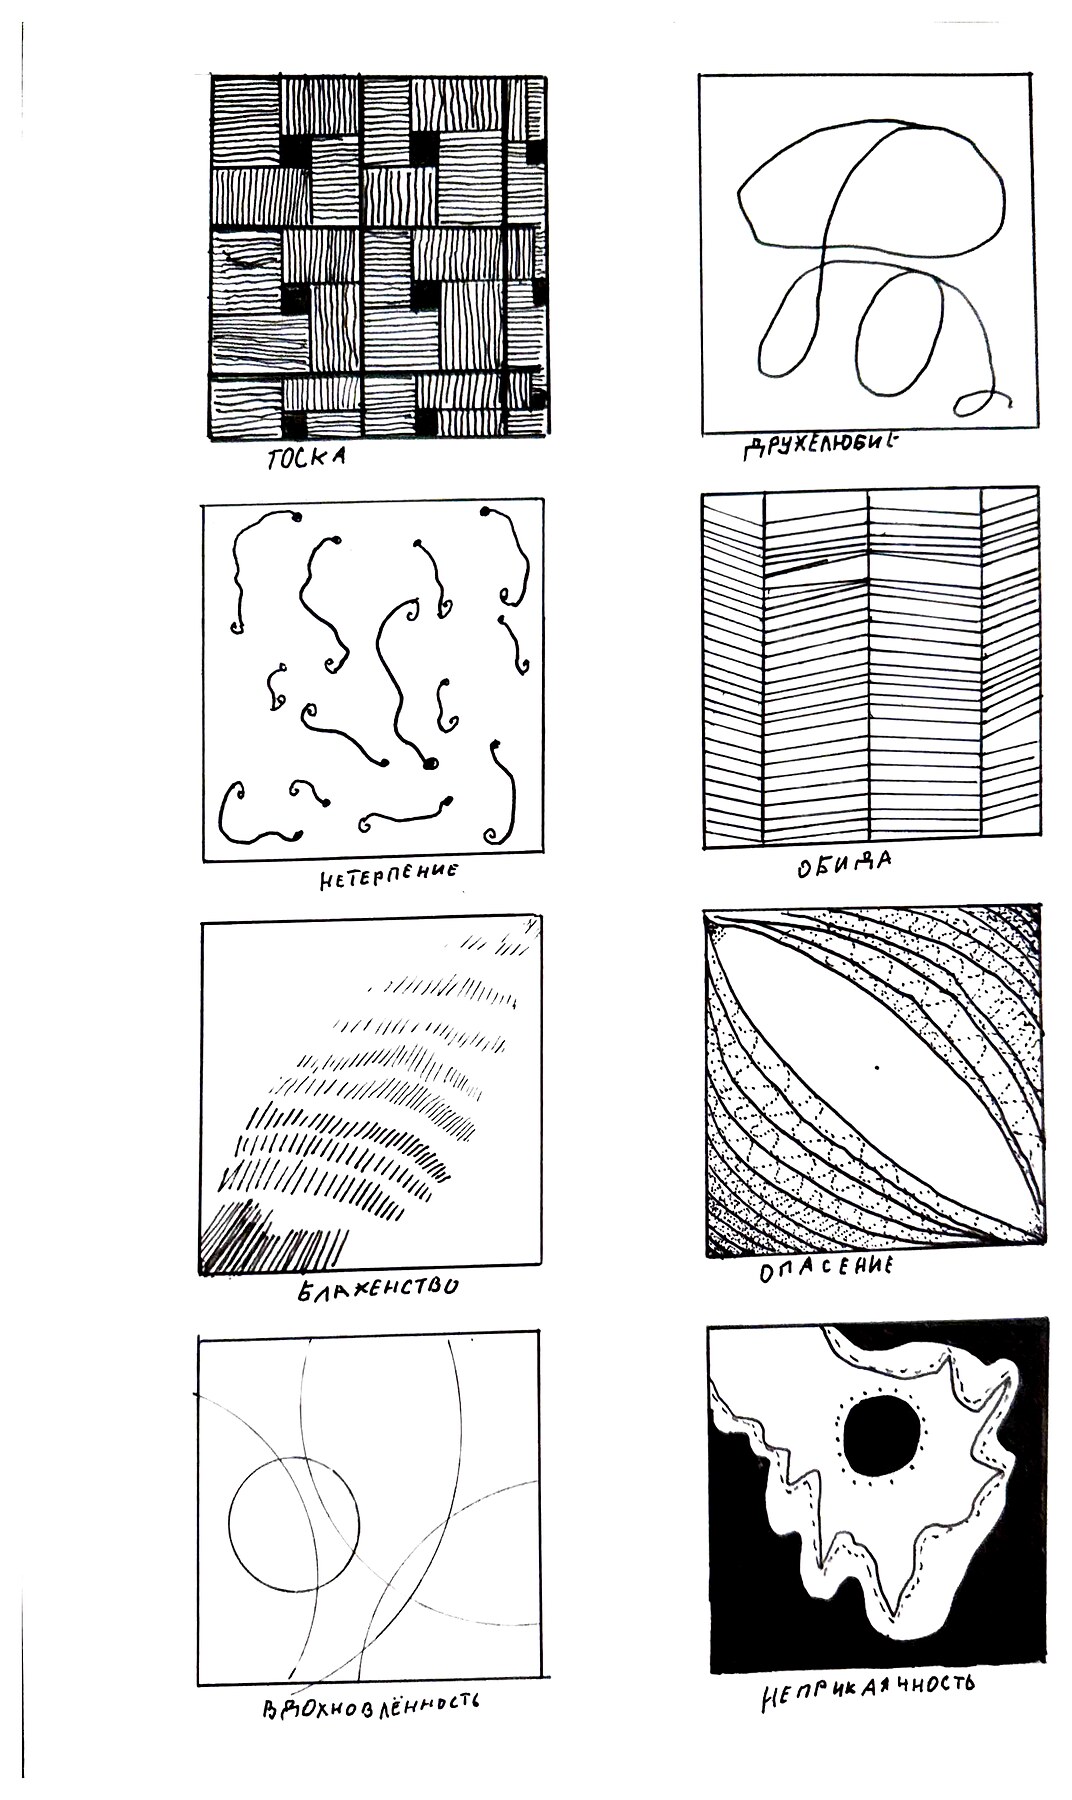 ТОСКА
ДРУЖЕЛЮБИЕ
НЕТЕРПЕНИЕ
ОБИДА
БЛАЖЕНСТВО
ОПАСЕНИЕ
ВДОХНОВЛЁННОСТЬ
НЕПРИКАЯННОСТЬ